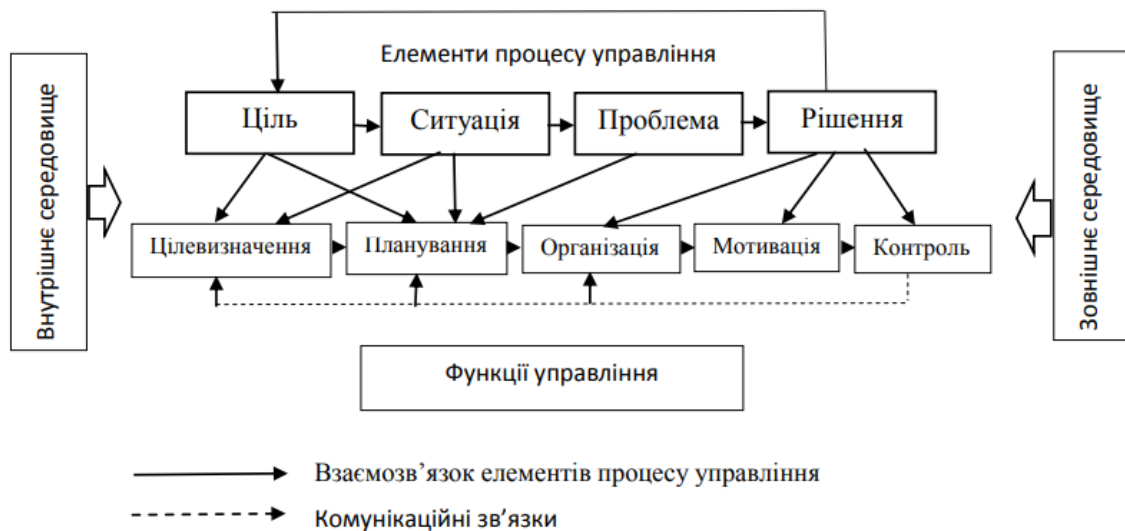 Елементи процесу управління
Внутрішнє середовище
Зовнішнє середовище
Ціль
Ситуація
Проблема
Рішення
Цілевизначення
Планування
Організація
Мотивація
Контроль
Функції управління
Взаємозв’язок елементів процесу управління
Комунікаційні зв’язки